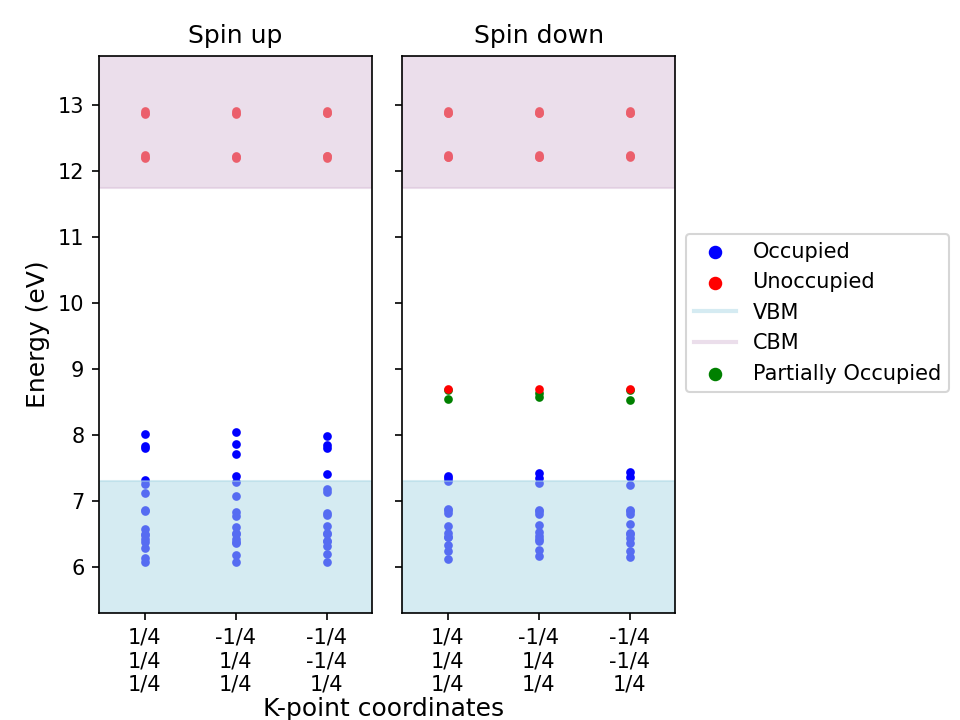 Spin up
Spin down
Energy (eV)
13
12
11
10
9
8
7
6
1/4
1/4
1/4
-1/4
1/4
1/4
-1/4
-1/4
1/4
1/4
1/4
1/4
-1/4
1/4
1/4
-1/4
-1/4
1/4
K-point coordinates
Occupied
Unoccupied
VBM
CBM
Partially Occupied